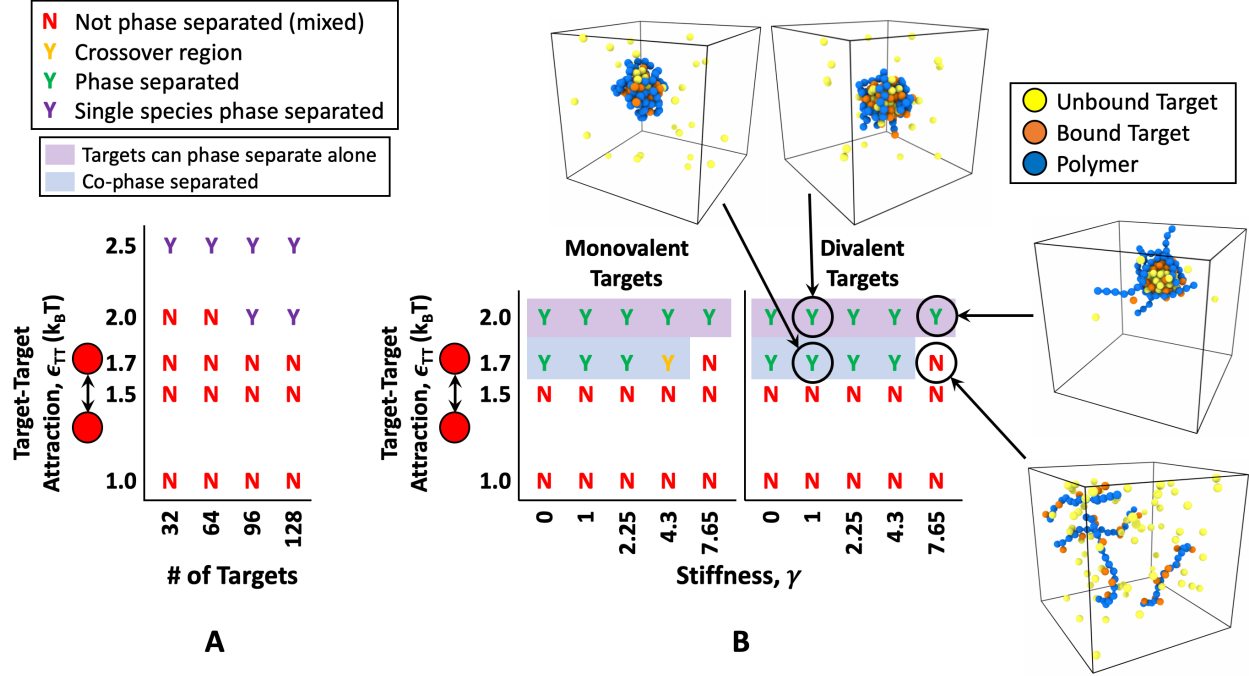 N Not phase separated (mixed)
Y Crossover region
Y Phase separated
Y Single species phase separated
Targets can phase separate alone
Co-phase separated
Unbound Target
Bound Target
Polymer
Target-Target
Attraction, ϵTT (kBT)
2.5 Y Y Y Y
2.0 N N Y Y
1.7 N N N N
1.5 N N N N
1.0 N N N N
32 64 96 128
# of Targets
A
Target-Target
Attraction, ϵTT (kBT)
Monovalent
Targets
Divalent
Targets
2.0 Y Y Y Y Y Y Y Y Y Y
1.7 Y Y Y Y N Y Y Y Y N
1.5 N N N N N N N N N N
1.0 N N N N N N N N N N
0 1 2.25 4.3 7.65 0 1 2.25 4.3 7.65
Stiffness, γ
B